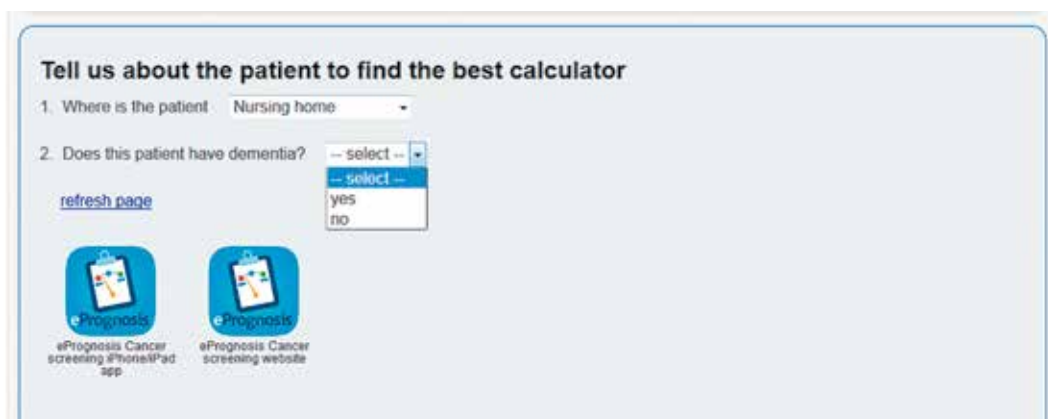 Tell us about the patient to find the best calculator
1. Where is the patient Nursing home
2. Does this patient have dementia? -- select --
-- select --
yes
no
refresh page
ePrognosis
ePrognosis
ePrognosis Cancer
screening iPhone/iPad
app
ePrognosis Cancer
screening website